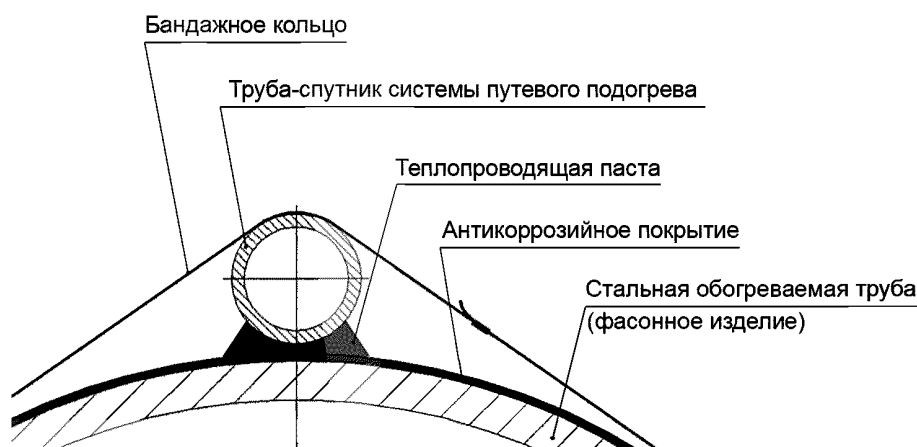 Бандажное кольцо
Труба-спутник системы путевого подогрева
Теплопроводящая паста
Антикоррозийное покрытие
Стальная обогреваемая труба
(фасонное изделие)